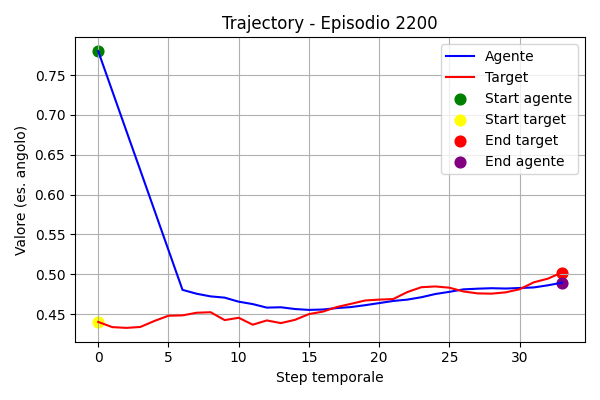 Trajectory - Episodio 2200
Valore (es. angolo)
0.75
0.70
0.65
0.60
0.55
0.50
0.45
0 5 10 15 20 25 30
Step temporale
Agente
Target
Start agente
Start target
End target
End agente